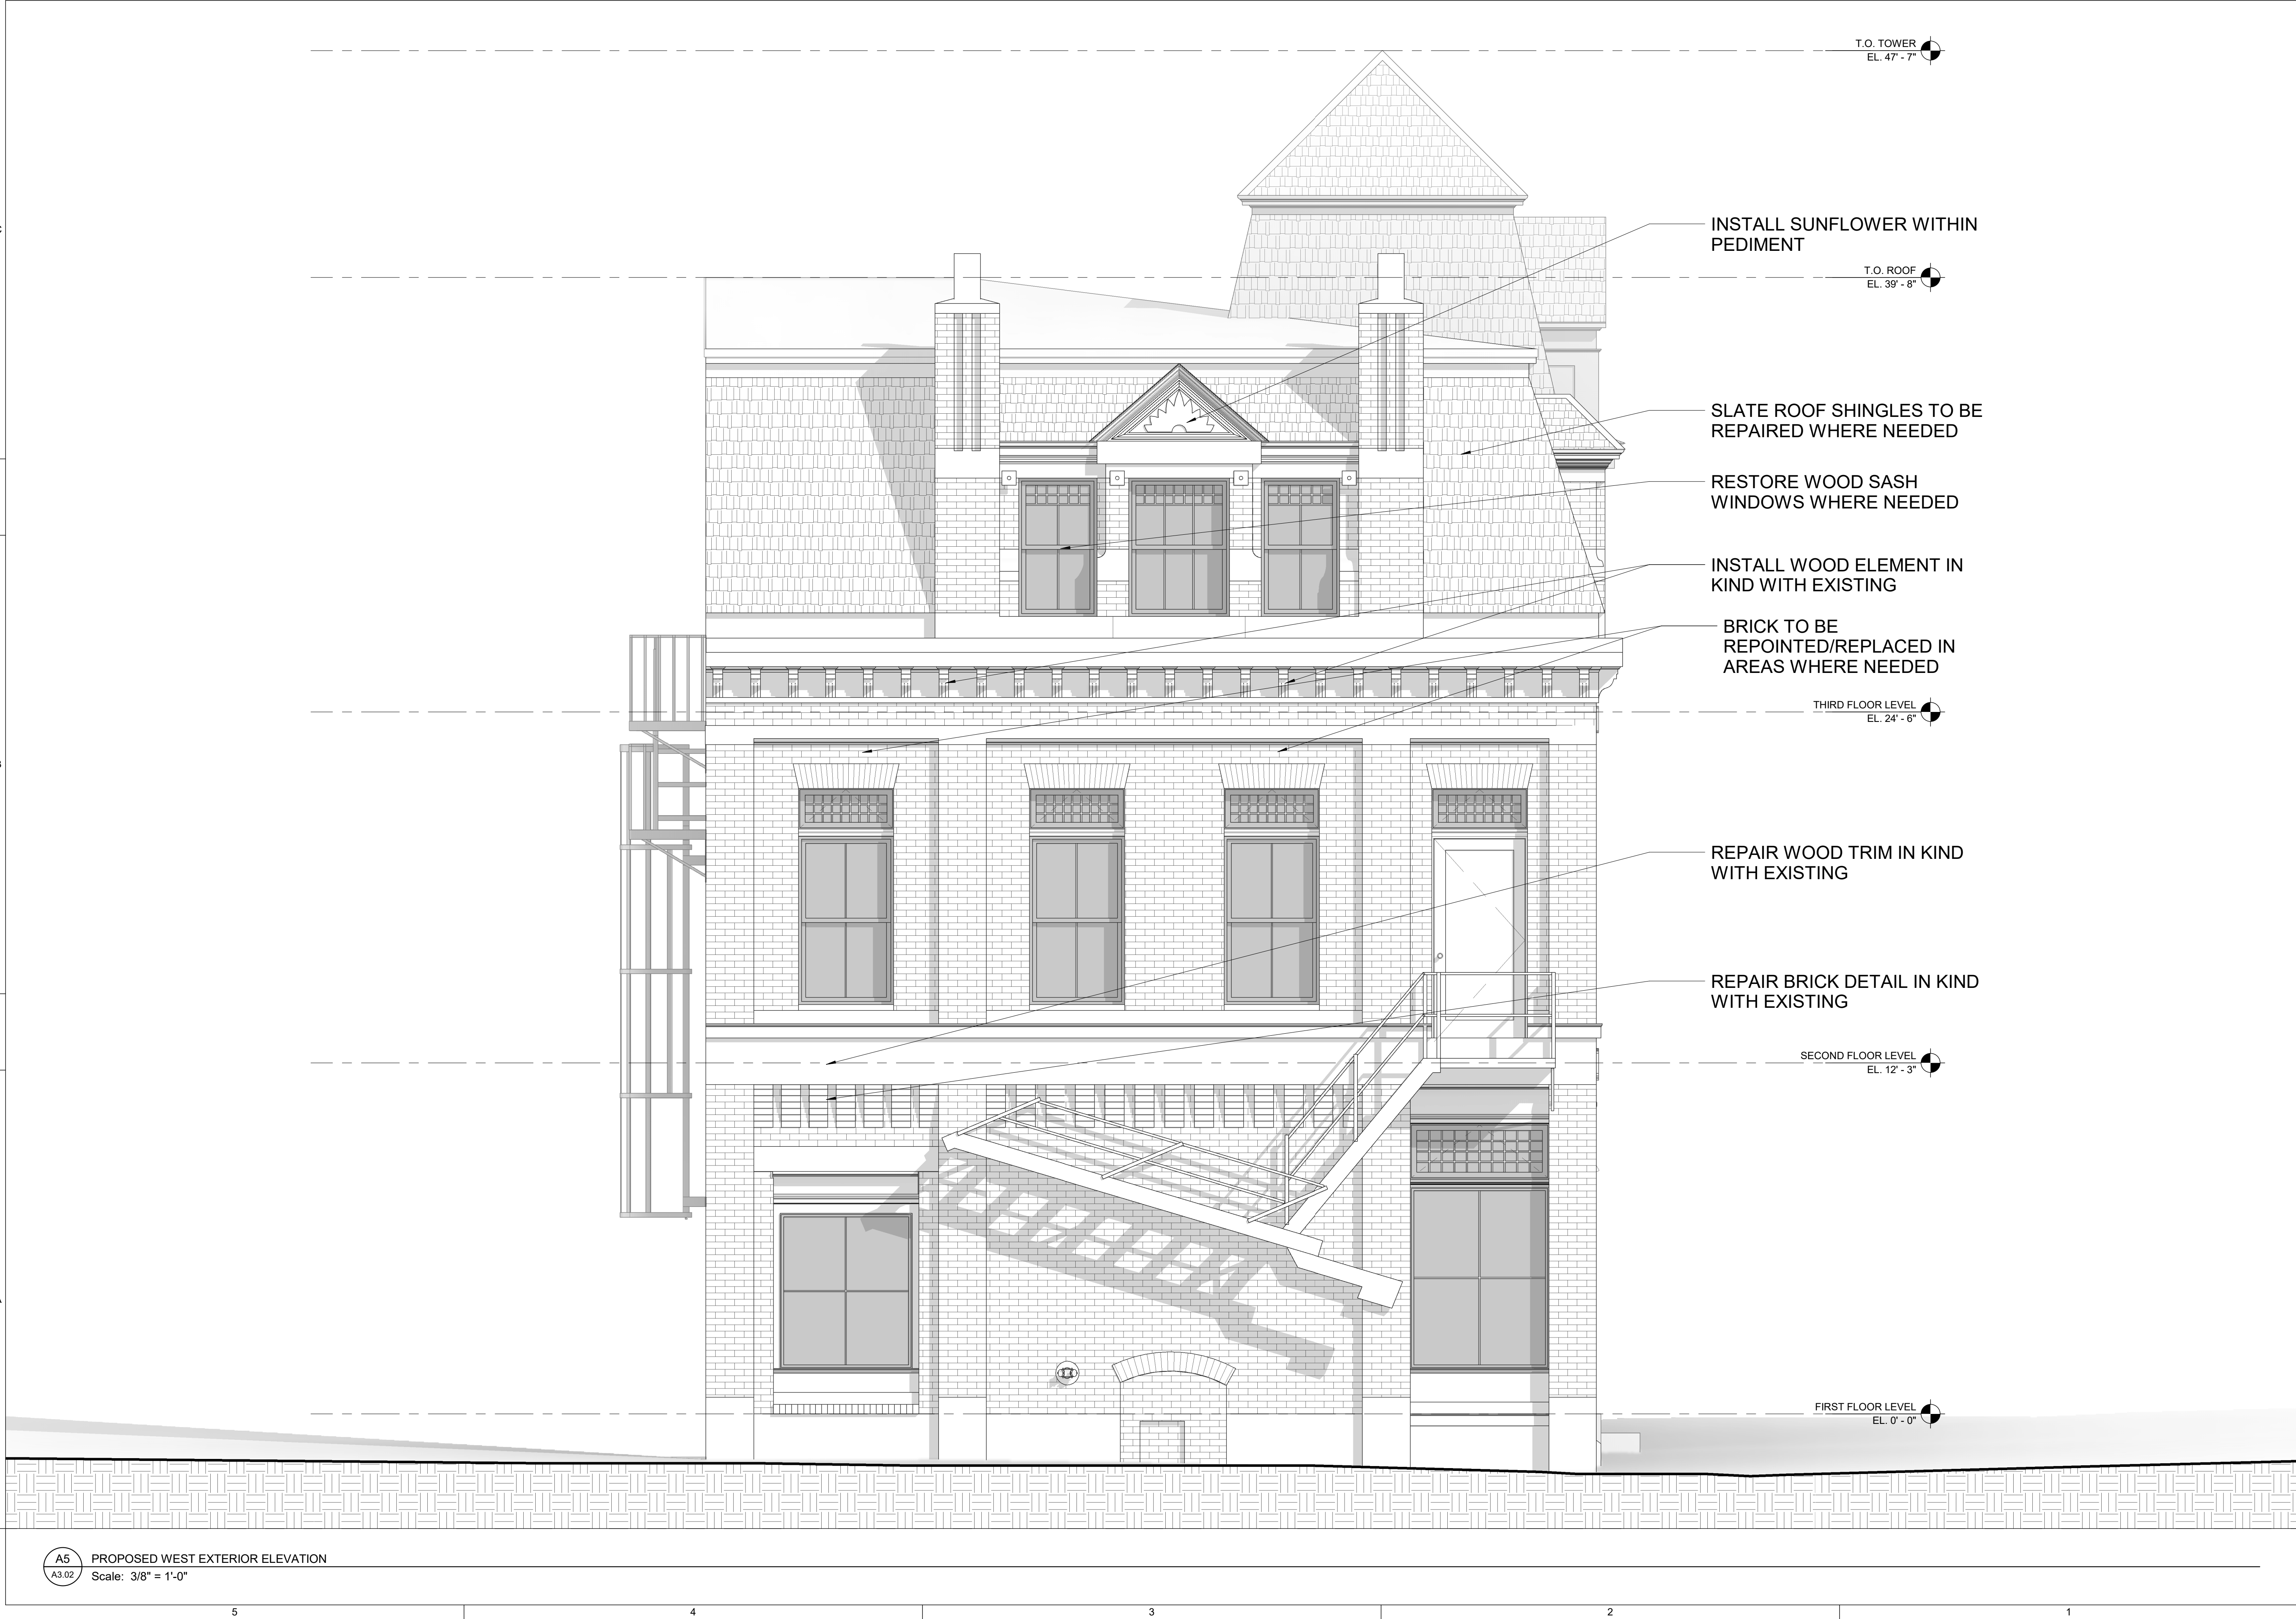 T.O. TOWER
EL. 47' - 7"
INSTALL SUNFLOWER WITHIN
PEDIMENT
T.O. ROOF
EL. 39' - 8"
SLATE ROOF SHINGLES TO BE
REPAIRED WHERE NEEDED
RESTORE WOOD SASH
WINDOWS WHERE NEEDED
INSTALL WOOD ELEMENT IN
KIND WITH EXISTING
BRICK TO BE
REPOINTED/REPLACED IN
AREAS WHERE NEEDED
THIRD FLOOR LEVEL
EL. 24' - 6"
REPAIR WOOD TRIM IN KIND
WITH EXISTING
REPAIR BRICK DETAIL IN KIND
WITH EXISTING
SECOND FLOOR LEVEL
EL. 12' - 3"
FIRST FLOOR LEVEL
EL. 0' - 0"
A5
A3.02
PROPOSED WEST EXTERIOR ELEVATION
Scale: 3/8" = 1'-0"
5 4 3 2 1